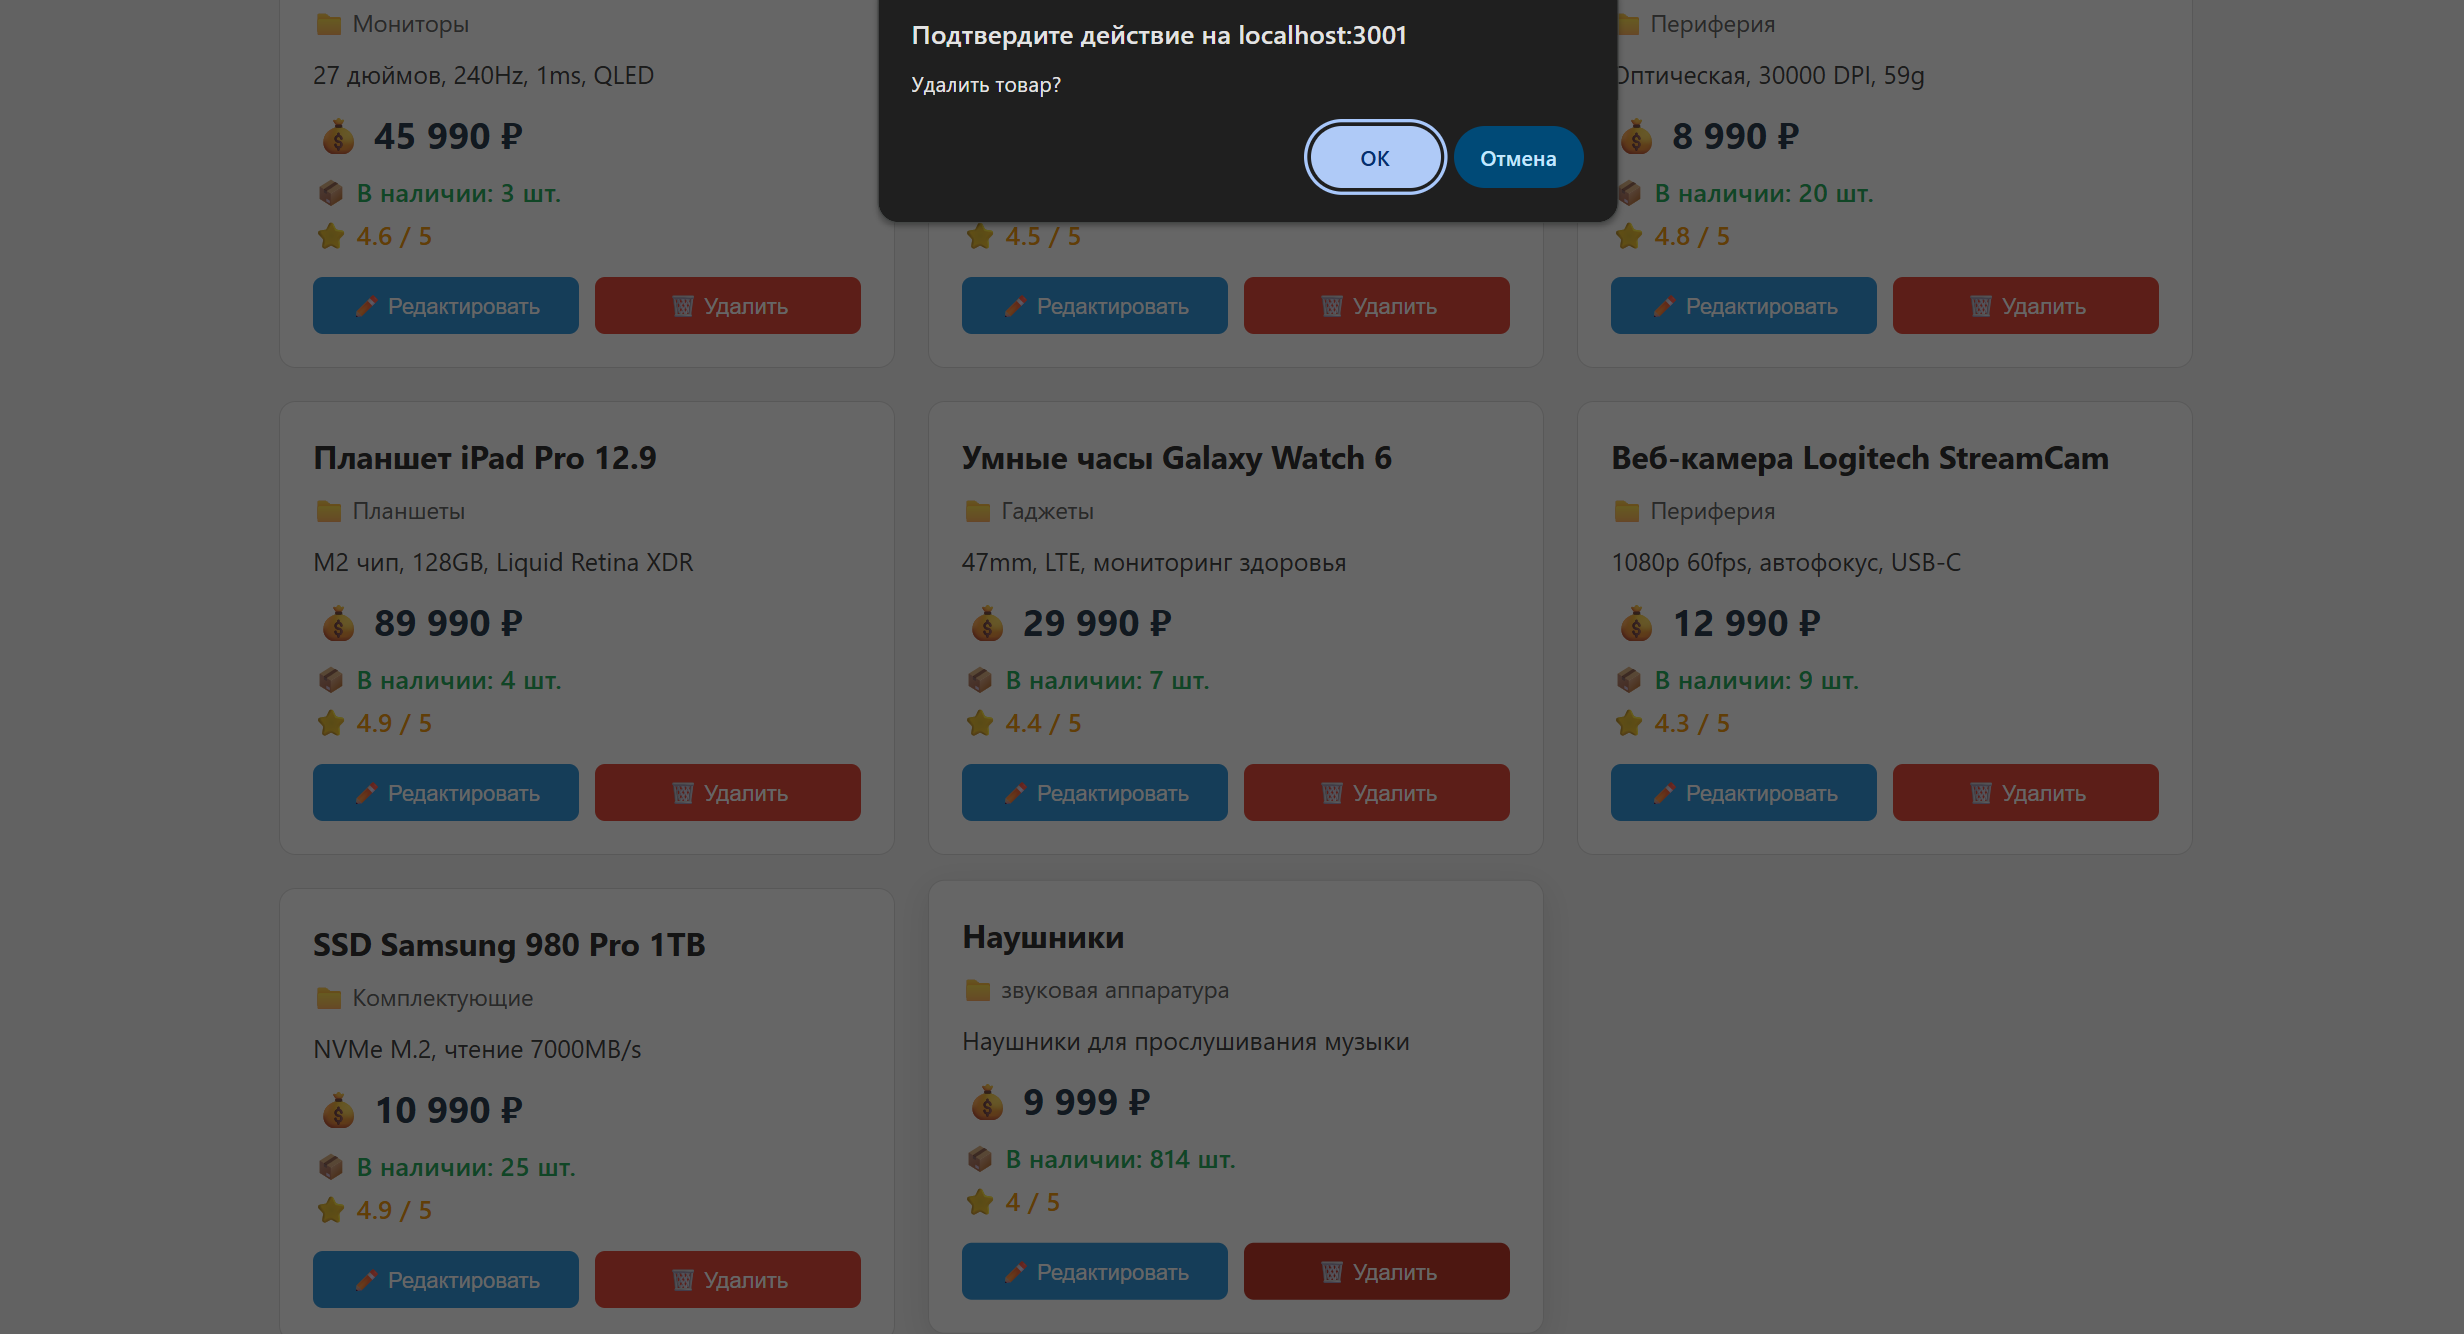 Подтвердите действие на localhost:3001
Удалить товар?
ОК
Отмена
Мониторы
27 дюймов, 240Hz, 1ms, QLED
45 990 ₽
В наличии: 3 шт.
4.6 / 5
Редактировать
Удалить
4.5 / 5
Редактировать
Удалить
Периферия
Оптическая, 30000 DPI, 59g
8 990 ₽
В наличии: 20 шт.
4.8 / 5
Редактировать
Удалить
Планшет iPad Pro 12.9
Планшеты
M2 чип, 128GB, Liquid Retina XDR
89 990 ₽
В наличии: 4 шт.
4.9 / 5
Редактировать
Удалить
Умные часы Galaxy Watch 6
Гаджеты
47mm, LTE, мониторинг здоровья
29 990 ₽
В наличии: 7 шт.
4.4 / 5
Редактировать
Удалить
Веб-камера Logitech StreamCam
Периферия
1080p 60fps, автофокус, USB-C
12 990 ₽
В наличии: 9 шт.
4.3 / 5
Редактировать
Удалить
SSD Samsung 980 Pro 1TB
Комплектующие
NVMe M.2, чтение 7000MB/s
10 990 ₽
В наличии: 25 шт.
4.9 / 5
Редактировать
Удалить
Наушники
звуковая аппаратура
Наушники для прослушивания музыки
9 999 ₽
В наличии: 814 шт.
4 / 5
Редактировать
Удалить